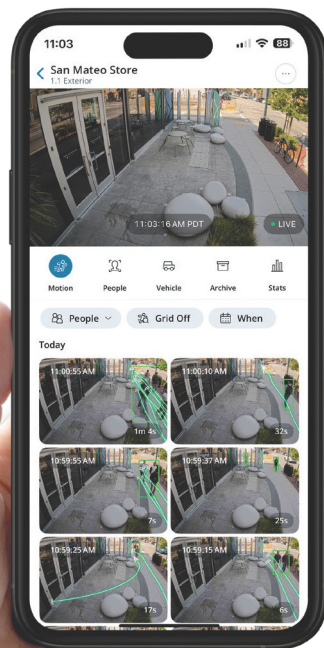 11:03
88
San Mateo Store
1.1 Exterior
11:03:16 AM PDT
LIVE
Motion
People
Vehicle
Archive
Stats
People
Grid Off
When
Today
11:00:55 AM
1m 4s
11:00:10 AM
32s
10:59:55 AM
7s
10:59:37 AM
25s
10:59:25 AM
17s
10:59:15 AM
6s